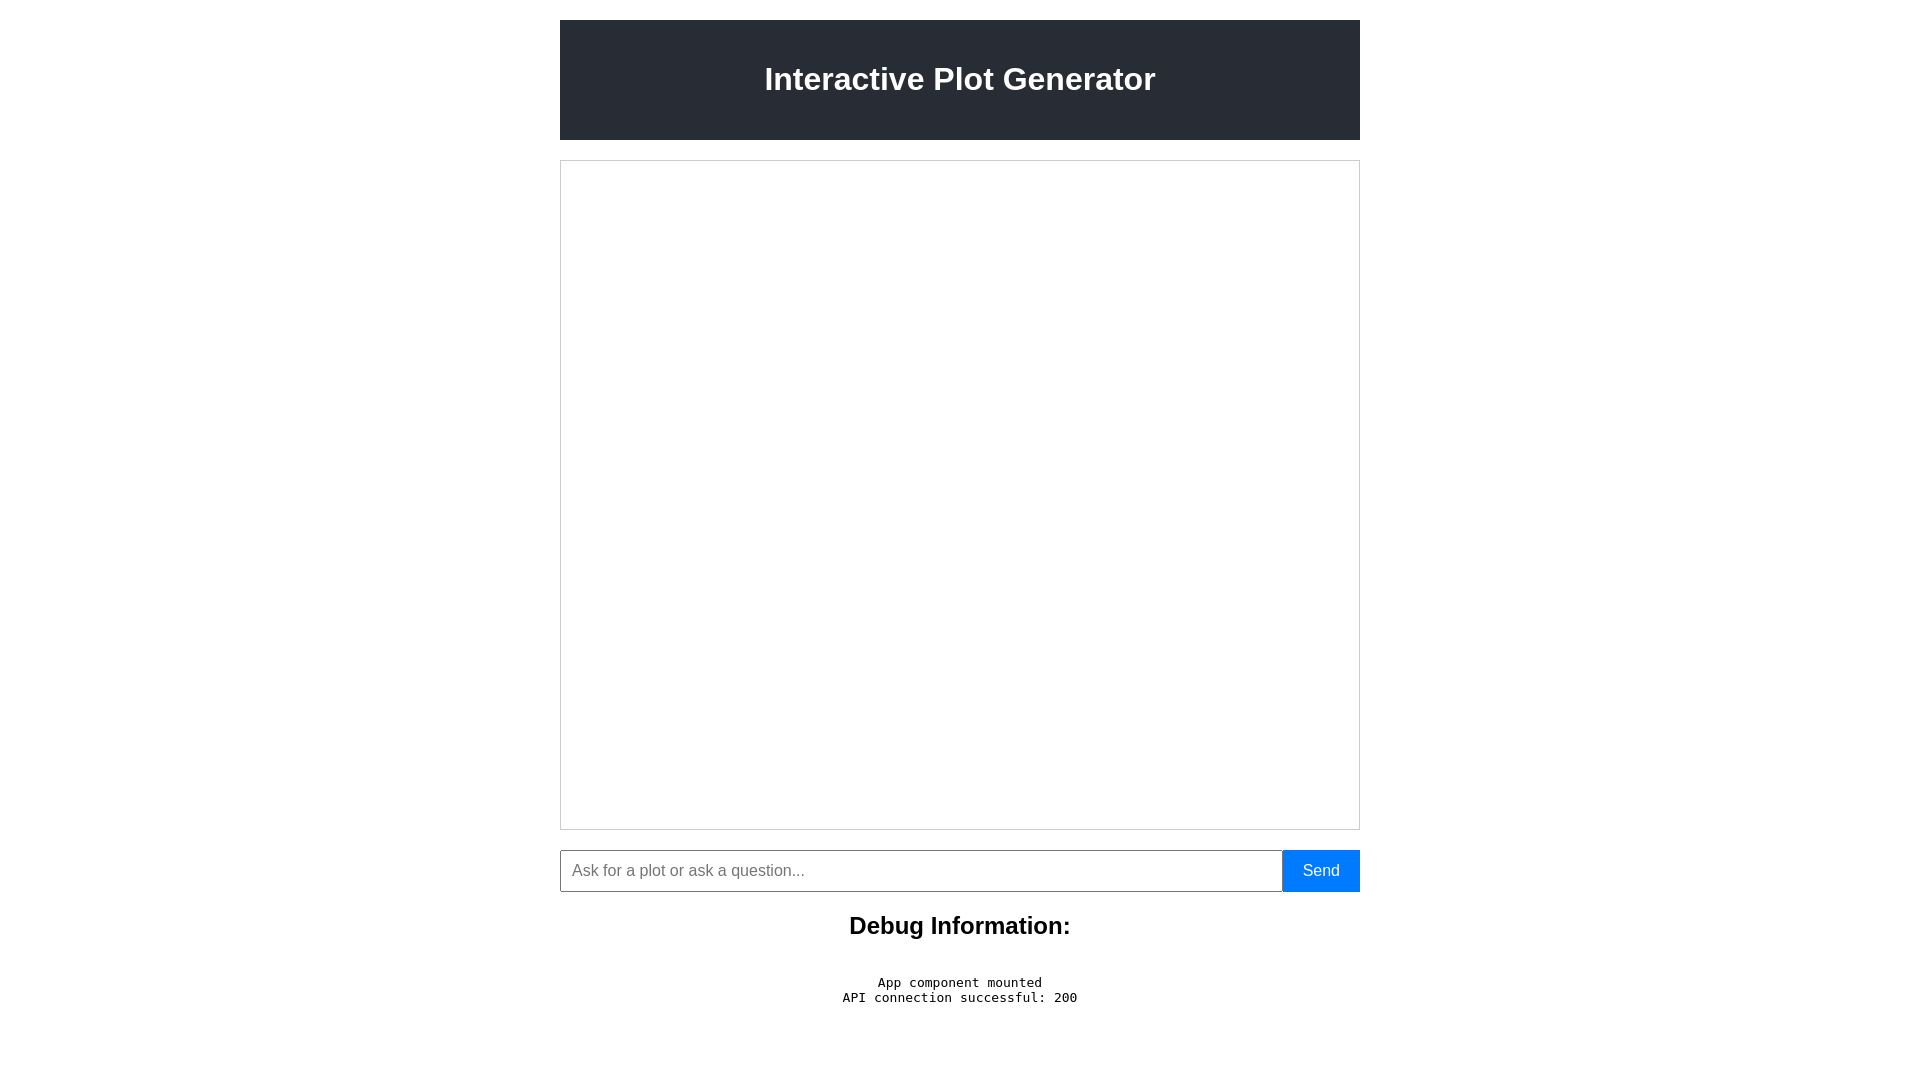 Interactive Plot Generator
Ask for a plot or ask a question...
Send
Debug Information:
App component mounted
API connection successful: 200